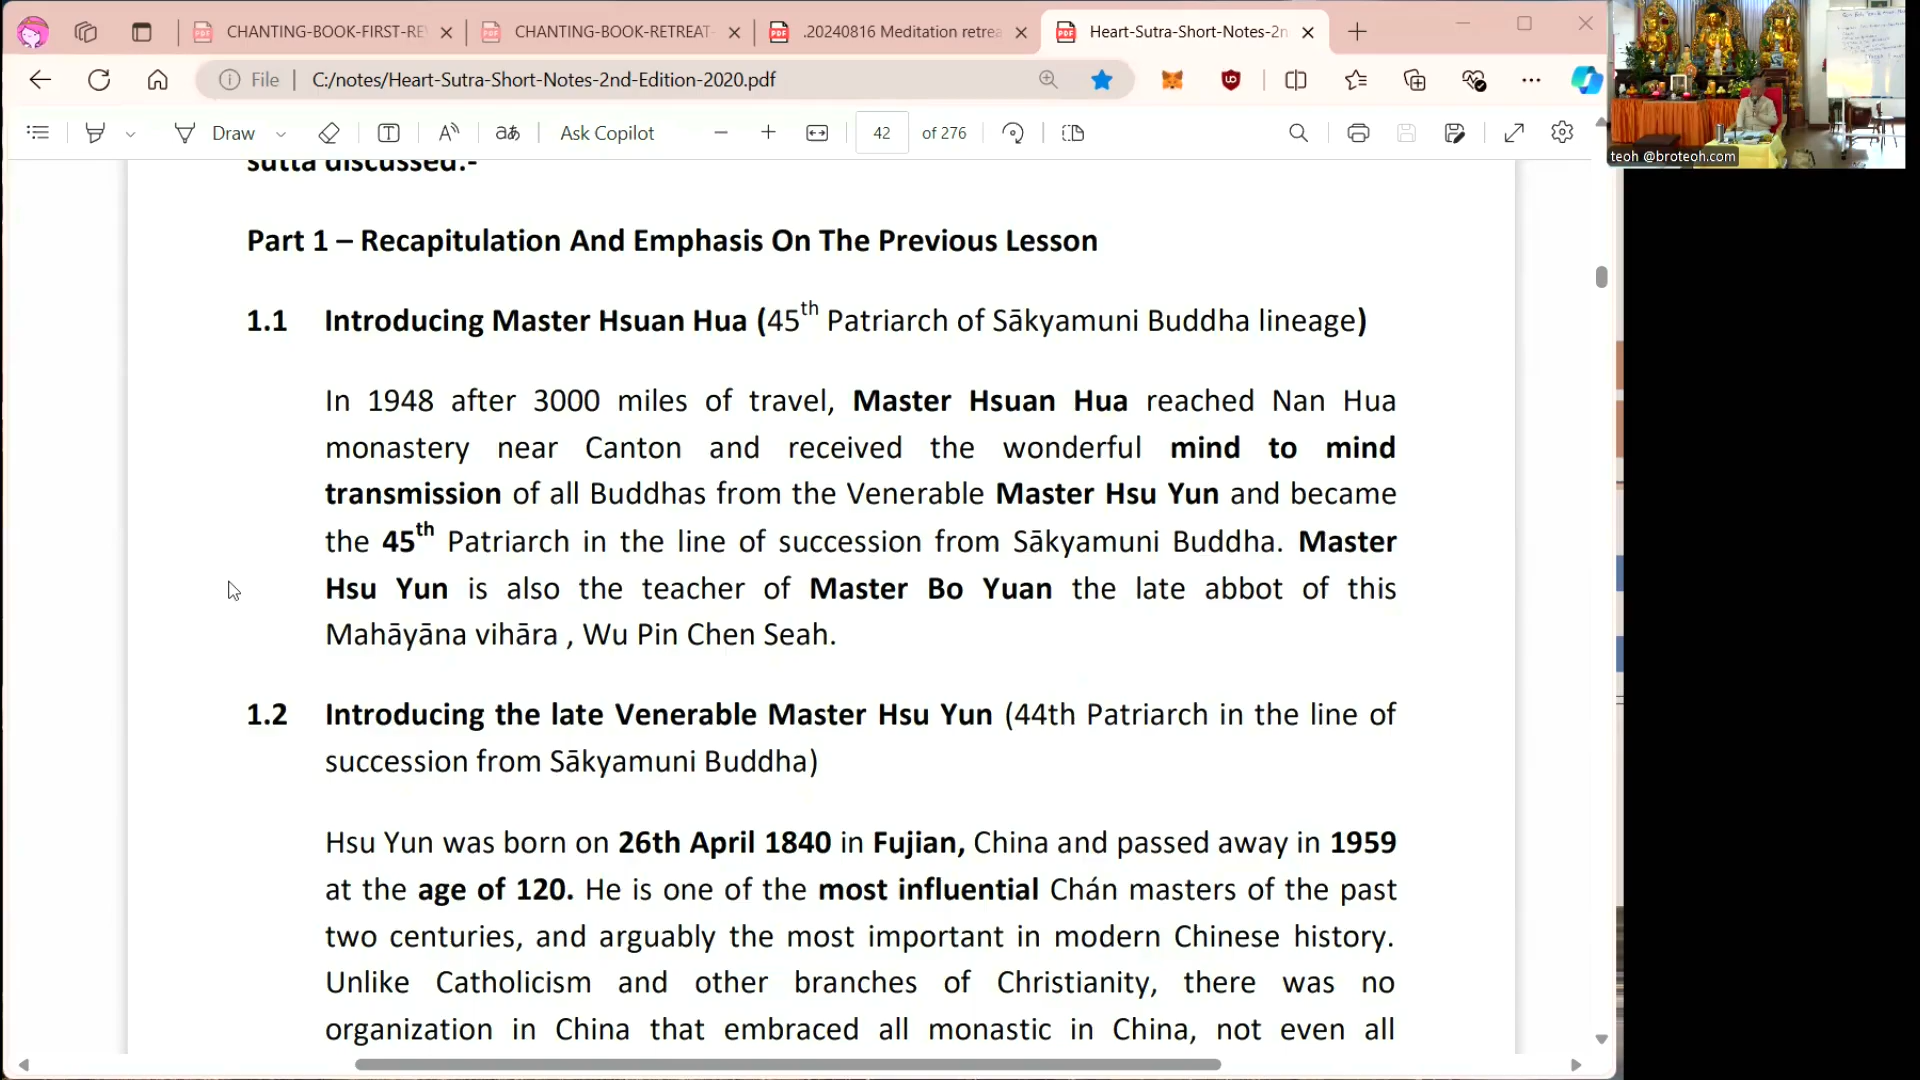 CHANTING-BOOK-FIRST-RE
CHANTING-BOOK-RETREAT-
.20240816 Meditation retrea
Heart-Sutra-Short-Notes-2n
File
C:/notes/Heart-Sutra-Short-Notes-2nd-Edition-2020.pdf
Draw
Ask Copilot
42
of 276
teoh @broteoh.com
sutta discussed:-
Part 1 – Recapitulation And Emphasis On The Previous Lesson
1.1 Introducing Master Hsuan Hua (45th Patriarch of Sākyamuni Buddha lineage)
In 1948 after 3000 miles of travel, Master Hsuan Hua reached Nan Hua
monastery near Canton and received the wonderful mind to mind
transmission of all Buddhas from the Venerable Master Hsu Yun and became
the 45th Patriarch in the line of succession from Sākyamuni Buddha. Master
Hsu Yun is also the teacher of Master Bo Yuan the late abbot of this
Mahāyāna vihāra , Wu Pin Chen Seah.
1.2 Introducing the late Venerable Master Hsu Yun (44th Patriarch in the line of
succession from Sākyamuni Buddha)
Hsu Yun was born on 26th April 1840 in Fujian, China and passed away in 1959
at the age of 120. He is one of the most influential Chán masters of the past
two centuries, and arguably the most important in modern Chinese history.
Unlike Catholicism and other branches of Christianity, there was no
organization in China that embraced all monastic in China, not even all